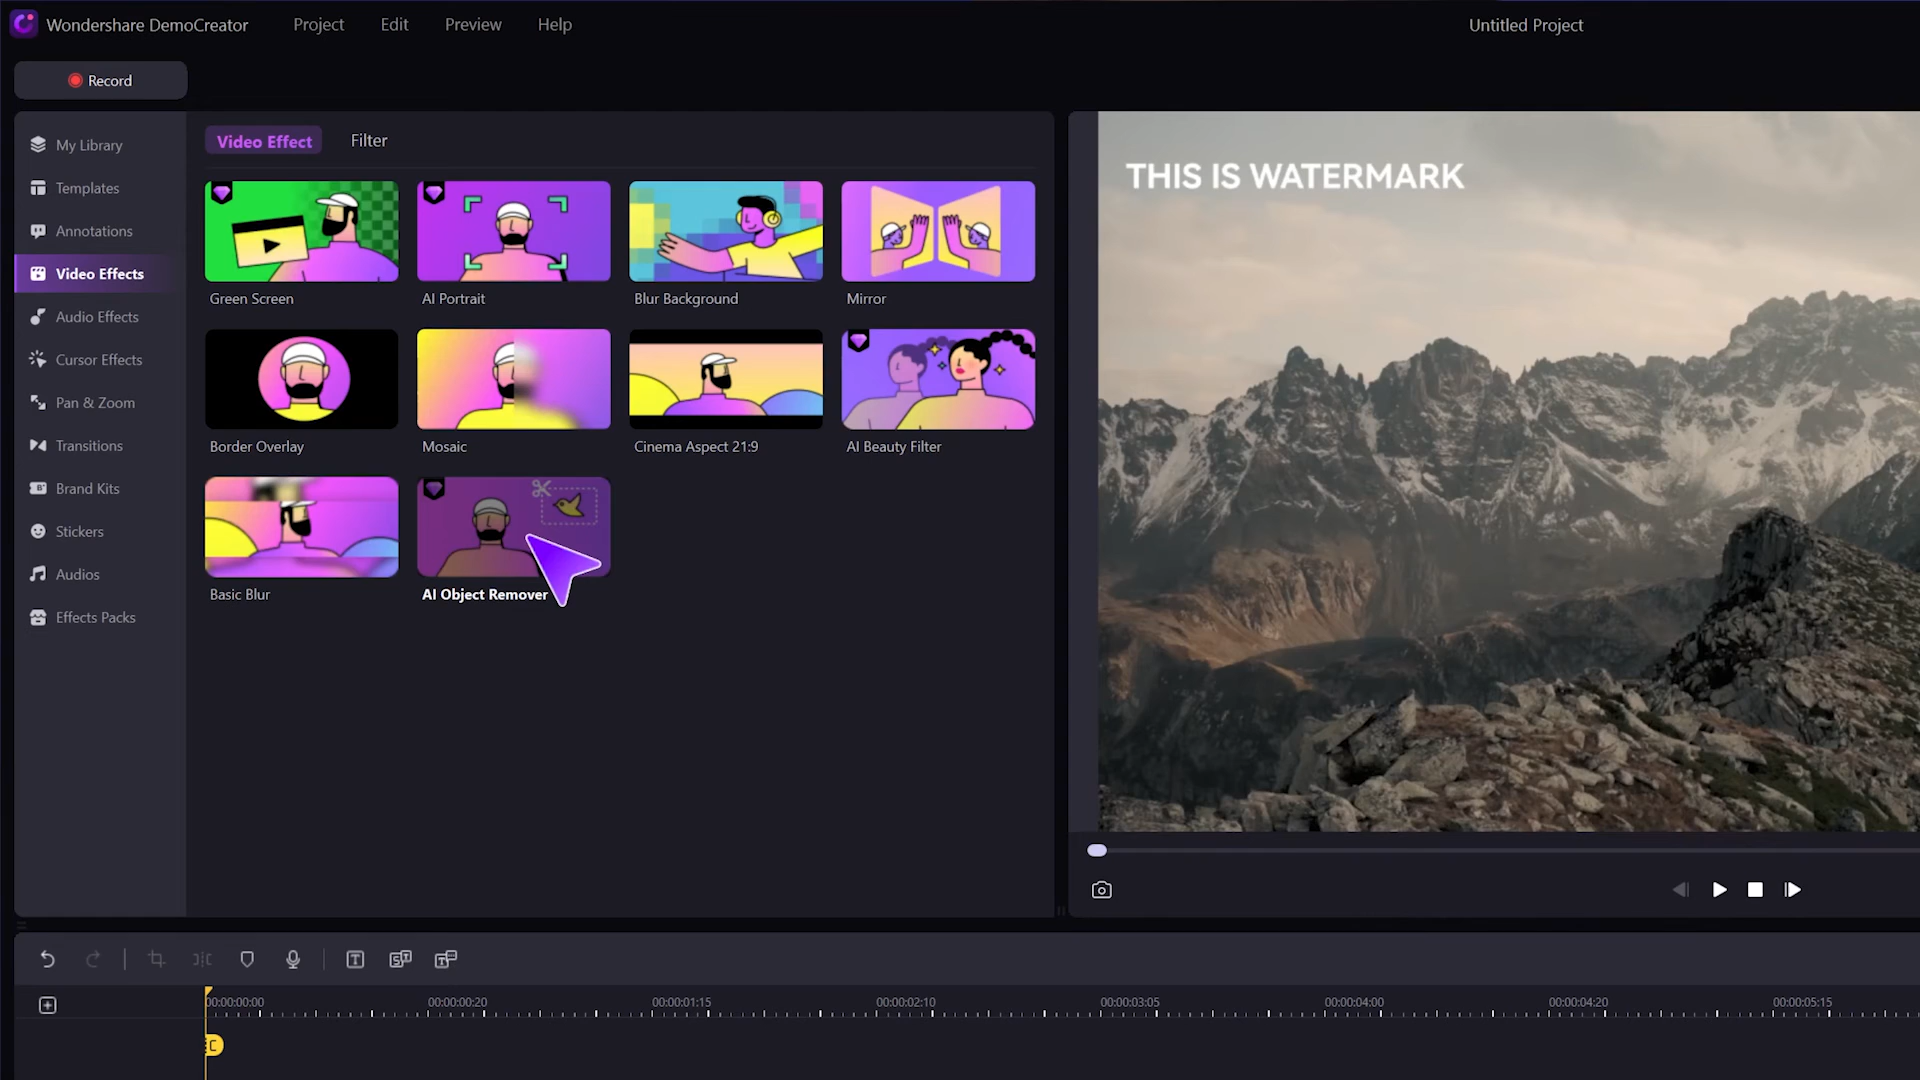 Wondershare DemoCreator
Project
Edit
Preview
Help
Untitled Project
Record
My Library
Templates
Annotations
Video Effects
Audio Effects
Cursor Effects
Pan & Zoom
Transitions
Brand Kits
Stickers
Audios
Effects Packs
Video Effect
Filter
Green Screen
AI Portrait
Blur Background
Mirror
Border Overlay
Mosaic
Cinema Aspect 21:9
AI Beauty Filter
Basic Blur
AI Object Remover
THIS IS WATERMARK
00:00:00:00
00:00:00:20
00:00:01:15
00:00:02:10
00:00:03:05
00:00:04:00
00:00:04:20
00:00:05:15